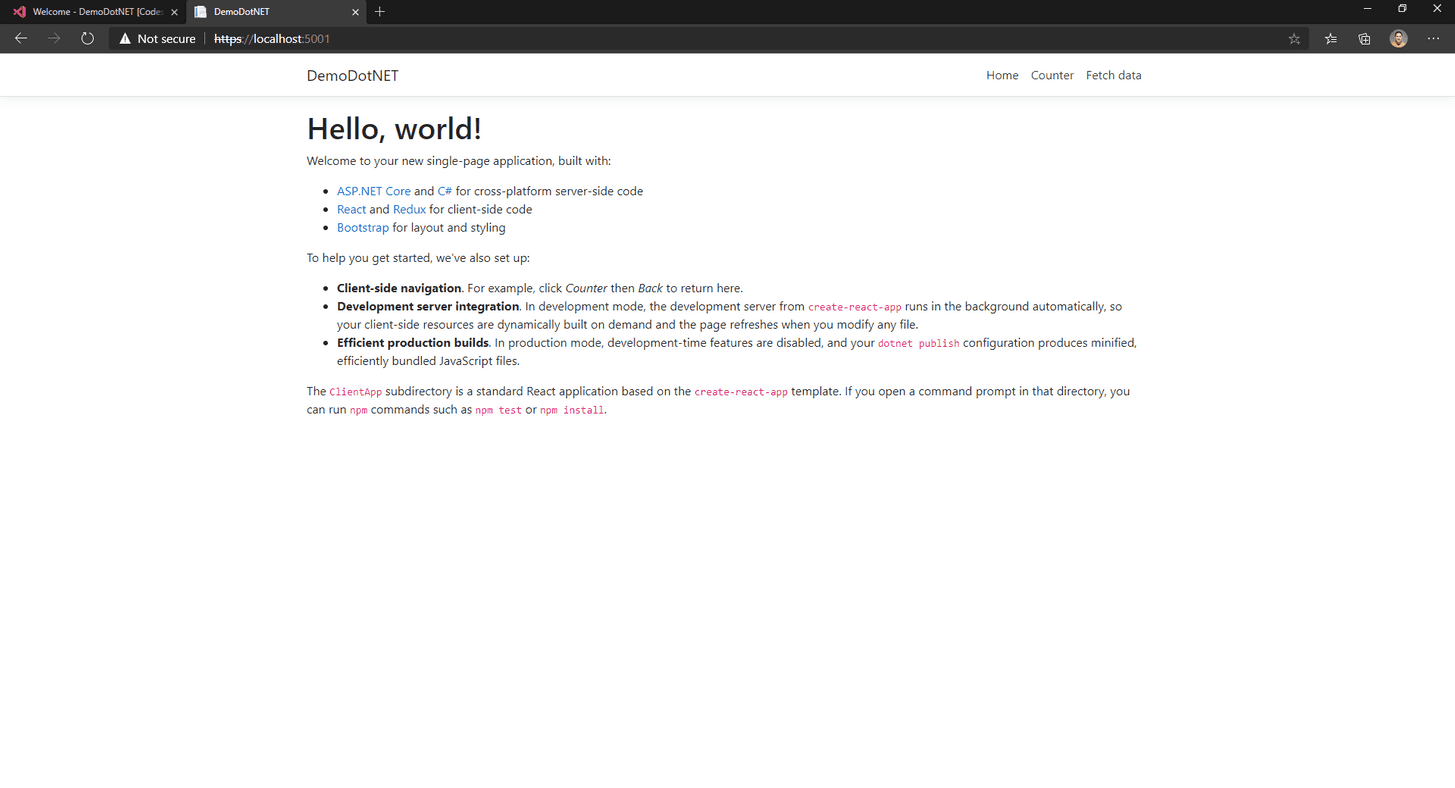 Welcome - DemoDotNET [Codes
DemoDotNET
Not secure
https://localhost:5001
DemoDotNET
Home
Counter
Fetch data
Hello, world!
Welcome to your new single-page application, built with:
ASP.NET Core and C# for cross-platform server-side code
React and Redux for client-side code
Bootstrap for layout and styling
To help you get started, we've also set up:
Client-side navigation. For example, click Counter then Back to return here.
Development server integration. In development mode, the development server from create-react-app runs in the background automatically, so
your client-side resources are dynamically built on demand and the page refreshes when you modify any file.
Efficient production builds. In production mode, development-time features are disabled, and your dotnet publish configuration produces minified,
efficiently bundled JavaScript files.
The ClientApp subdirectory is a standard React application based on the create-react-app template. If you open a command prompt in that directory, you
can run npm commands such as npm test or npm install.